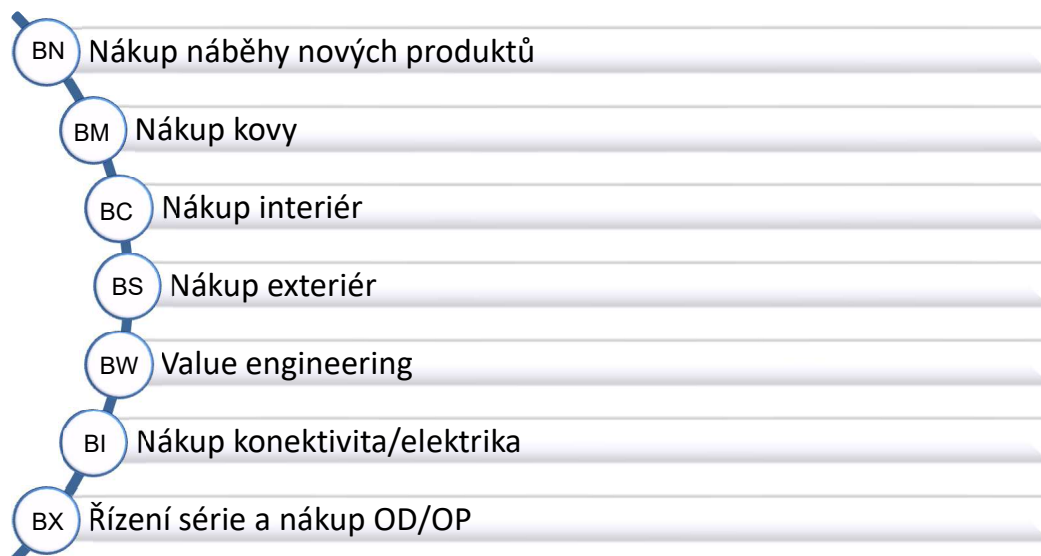 BN Nákup náběhy nových produktů
BM Nákup kovy
BC Nákup interiér
BS Nákup exteriér
BW Value engineering
BI Nákup konektivita/elektrika
BX Řízení série a nákup OD/OP